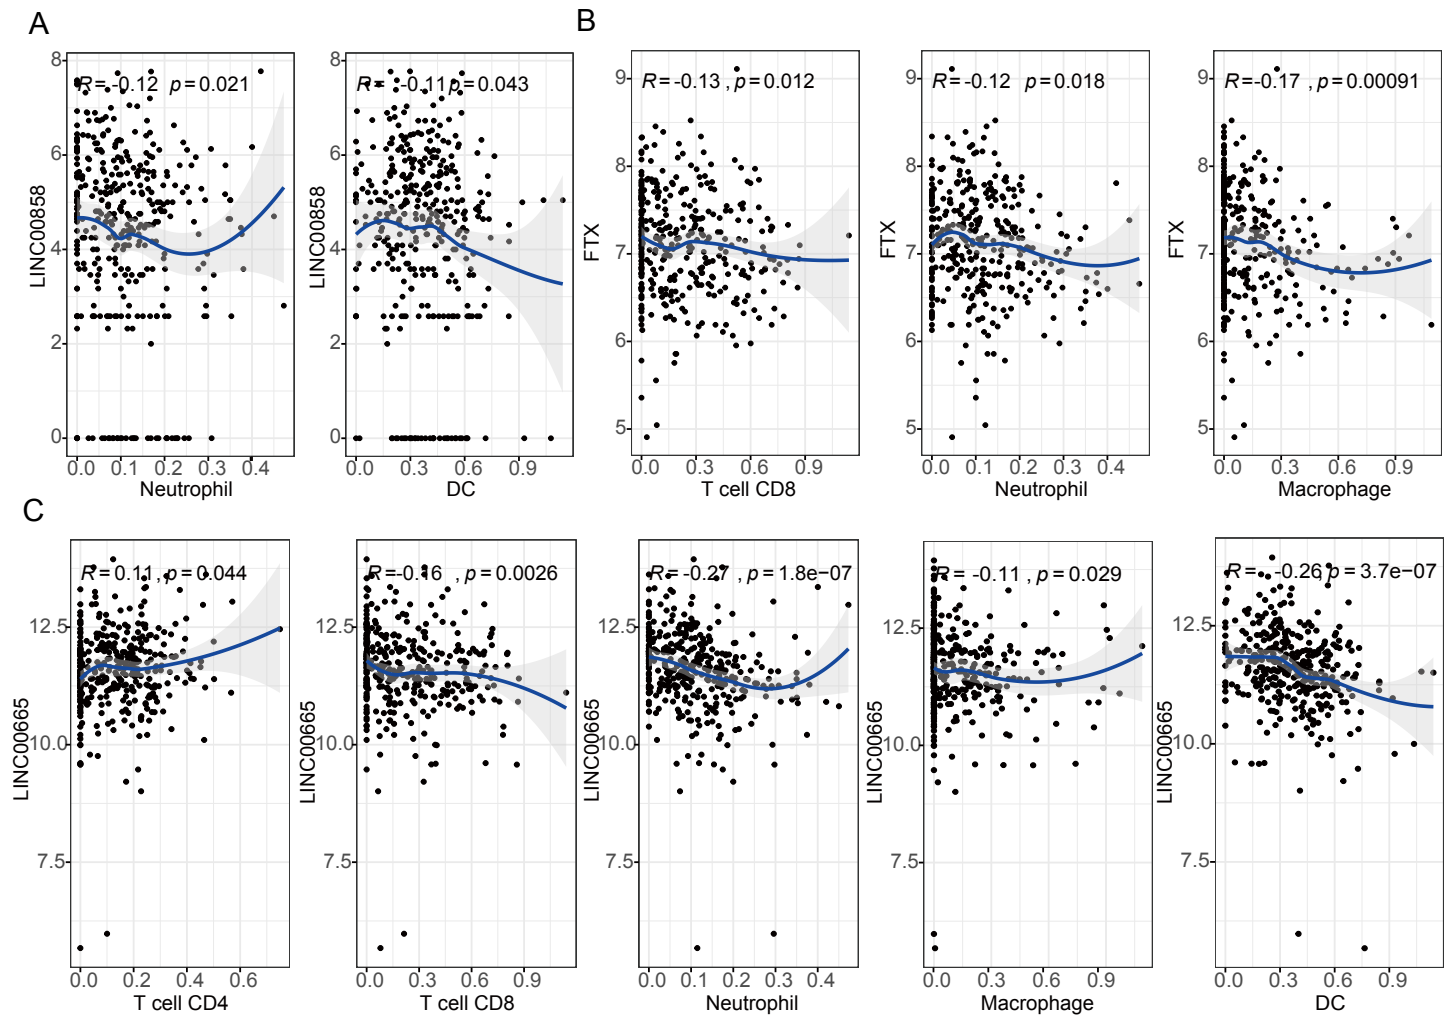 A
B
R = -0.12 p = 0.021
LINC00858
8
6
4
2
0
0.0 0.1 0.2 0.3 0.4
Neutrophil
R = -0.11 p = 0.043
LINC00858
8
6
4
2
0
0.0 0.3 0.6 0.9
DC
R = -0.13 , p = 0.012
FTX
9
8
7
6
5
0.0 0.3 0.6 0.9
T cell CD8
R = -0.12 p = 0.018
FTX
9
8
7
6
5
0.0 0.1 0.2 0.3 0.4
Neutrophil
R = -0.17 , p = 0.00091
FTX
9
8
7
6
5
0.0 0.3 0.6 0.9
Macrophage
C
R = 0.11 , p = 0.044
LINC00665
12.5
10.0
7.5
0.0 0.2 0.4 0.6
T cell CD4
R = -0.16 , p = 0.0026
LINC00665
12.5
10.0
7.5
0.0 0.3 0.6 0.9
T cell CD8
R = -0.27 , p = 1.8e−07
LINC00665
12.5
10.0
7.5
0.0 0.1 0.2 0.3 0.4
Neutrophil
R = -0.11 , p = 0.029
LINC00665
12.5
10.0
7.5
0.0 0.3 0.6 0.9
Macrophage
R = -0.26, p = 3.7e−07
LINC00665
12.5
10.0
7.5
0.0 0.3 0.6 0.9
DC